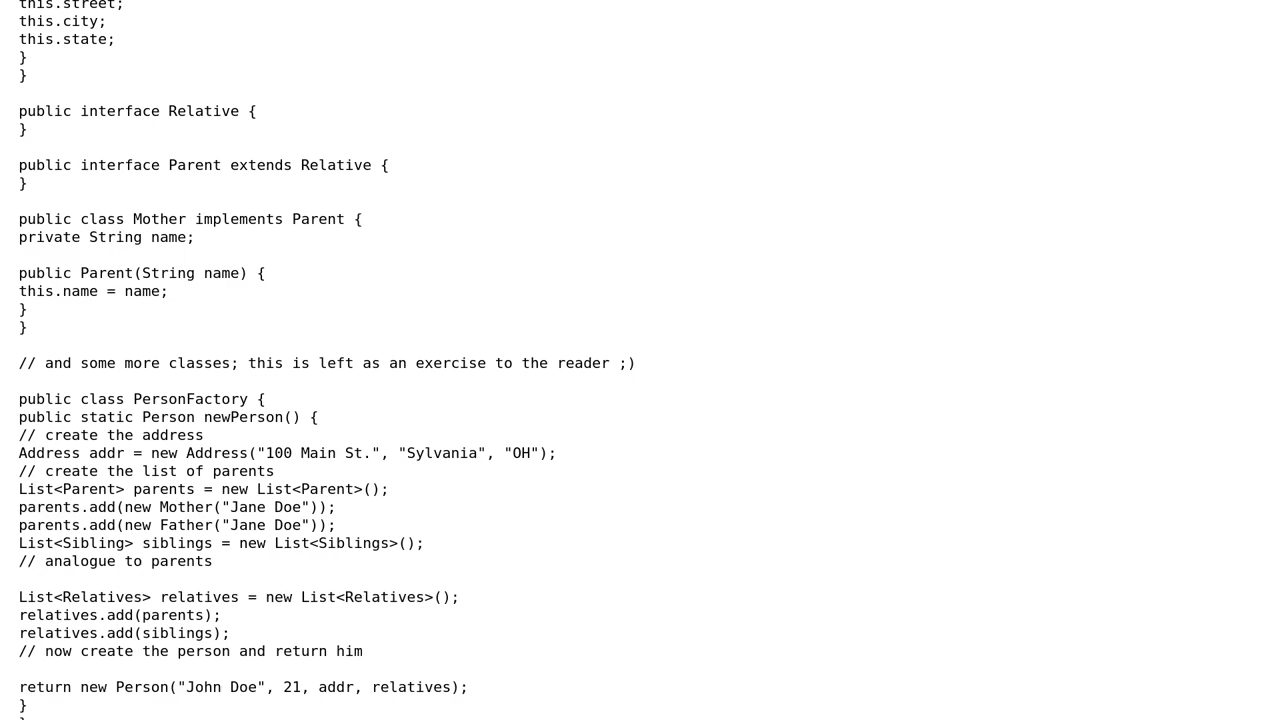 this.street;
this.city;
this.state;
}
}

public interface Relative {
}

public interface Parent extends Relative {
}

public class Mother implements Parent {
private String name;

public Parent(String name) {
this.name = name;
}
}

// and some more classes; this is left as an exercise to the reader ;)

public class PersonFactory {
public static Person newPerson() {
// create the address
Address addr = new Address("100 Main St.", "Sylvania", "OH");
// create the list of parents
List<Parent> parents = new List<Parent>();
parents.add(new Mother("Jane Doe"));
parents.add(new Father("Jane Doe"));
List<Sibling> siblings = new List<Siblings>();
// analogue to parents

List<Relatives> relatives = new List<Relatives>();
relatives.add(parents);
relatives.add(siblings);
// now create the person and return him

return new Person("John Doe", 21, addr, relatives);
}
}